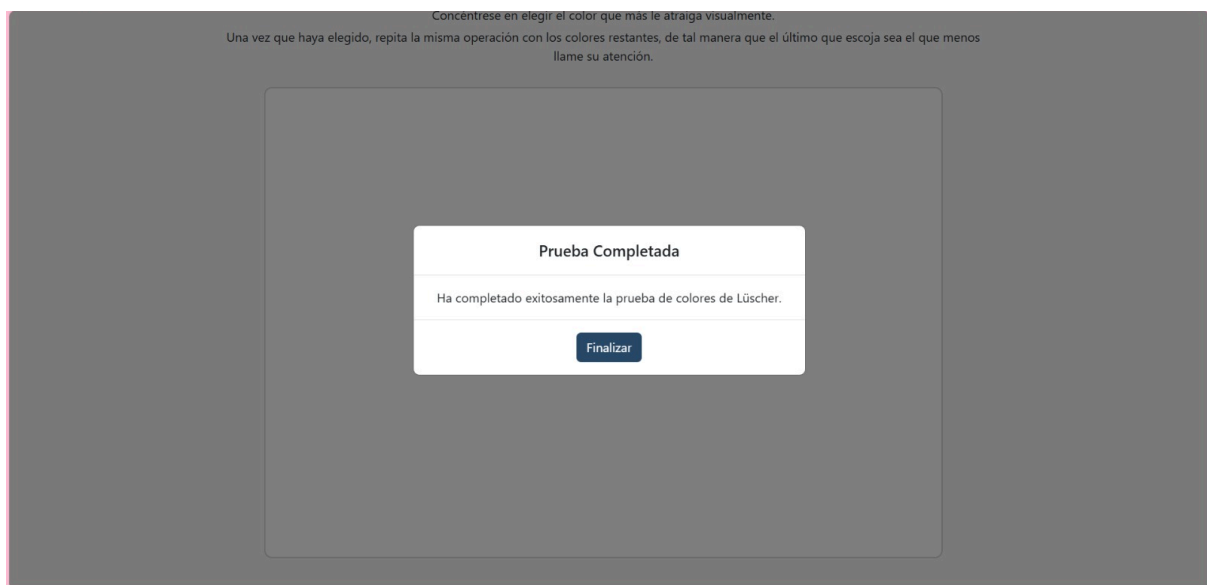 Concéntrese en elegir el color que más le atraiga visualmente.
Una vez que haya elegido, repita la misma operación con los colores restantes, de tal manera que el último que escoja sea el que menos
llame su atención.
Prueba Completada
Ha completado exitosamente la prueba de colores de Lüscher.
Finalizar